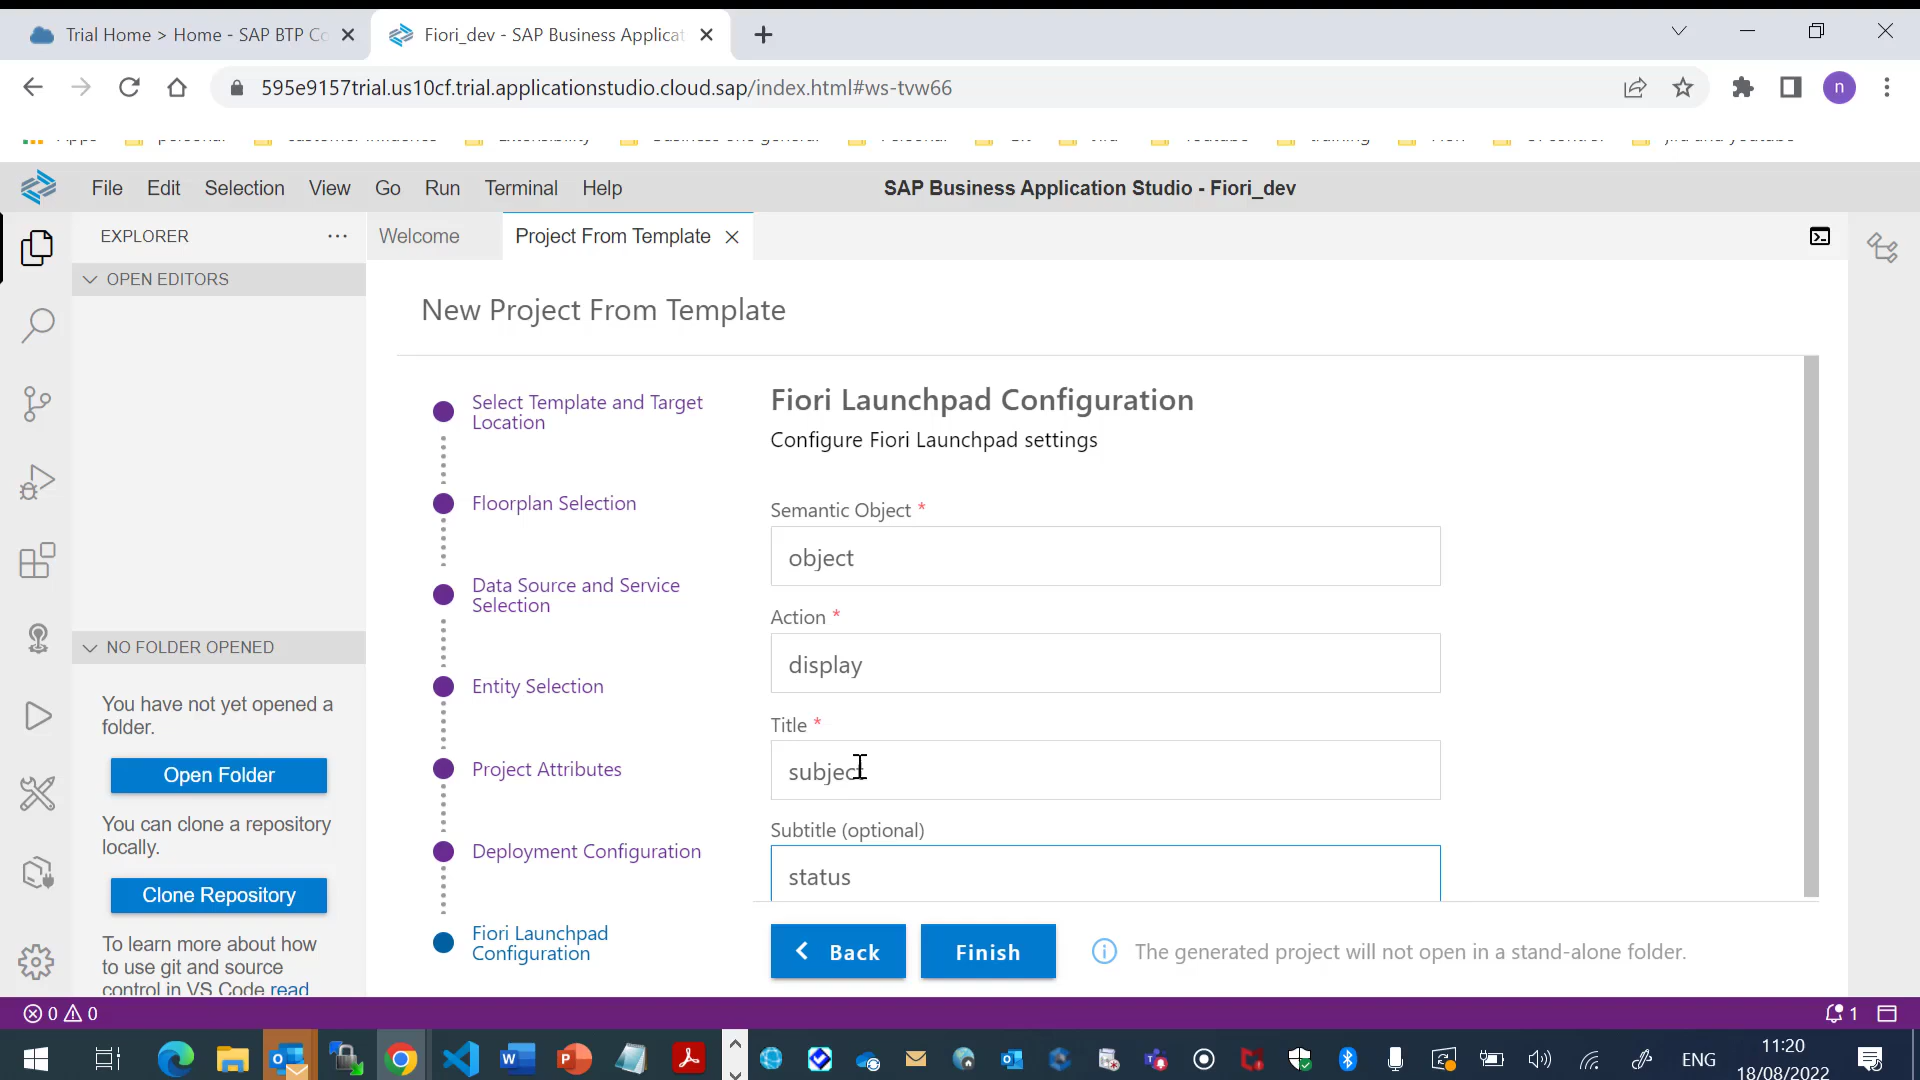 Trial Home > Home - SAP BTP Co
Fiori_dev - SAP Business Applicat
595e9157trial.us10cf.trial.applicationstudio.cloud.sap/index.html#ws-tvw66
n
File Edit Selection View Go Run Terminal Help
SAP Business Application Studio - Fiori_dev
EXPLORER
Welcome
Project From Template
OPEN EDITORS
New Project From Template
Select Template and Target
Location
Floorplan Selection
Data Source and Service
Selection
Entity Selection
Project Attributes
Deployment Configuration
Fiori Launchpad
Configuration
Fiori Launchpad Configuration
Configure Fiori Launchpad settings
Semantic Object *
object
Action *
display
Title *
subject
Subtitle (optional)
status
Back
Finish
The generated project will not open in a stand-alone folder.
NO FOLDER OPENED
You have not yet opened a
folder.
Open Folder
You can clone a repository
locally.
Clone Repository
To learn more about how
to use git and source
control in VS Code read
0 0
1
ENG
11:20
18/08/2022